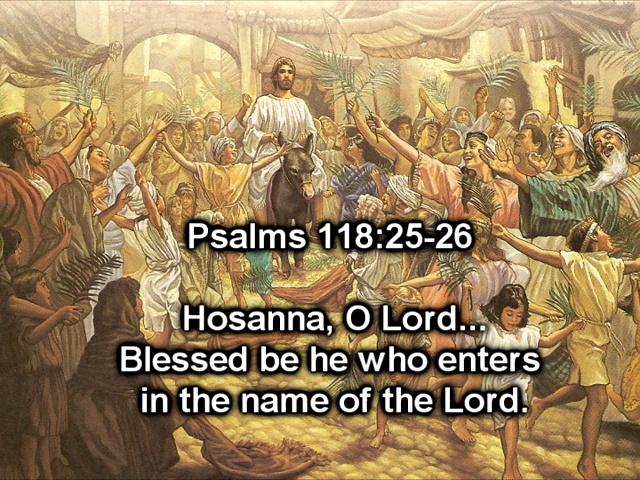 Psalms 118:25-26
Hosanna, O Lord...
Blessed be he who enters
in the name of the Lord.